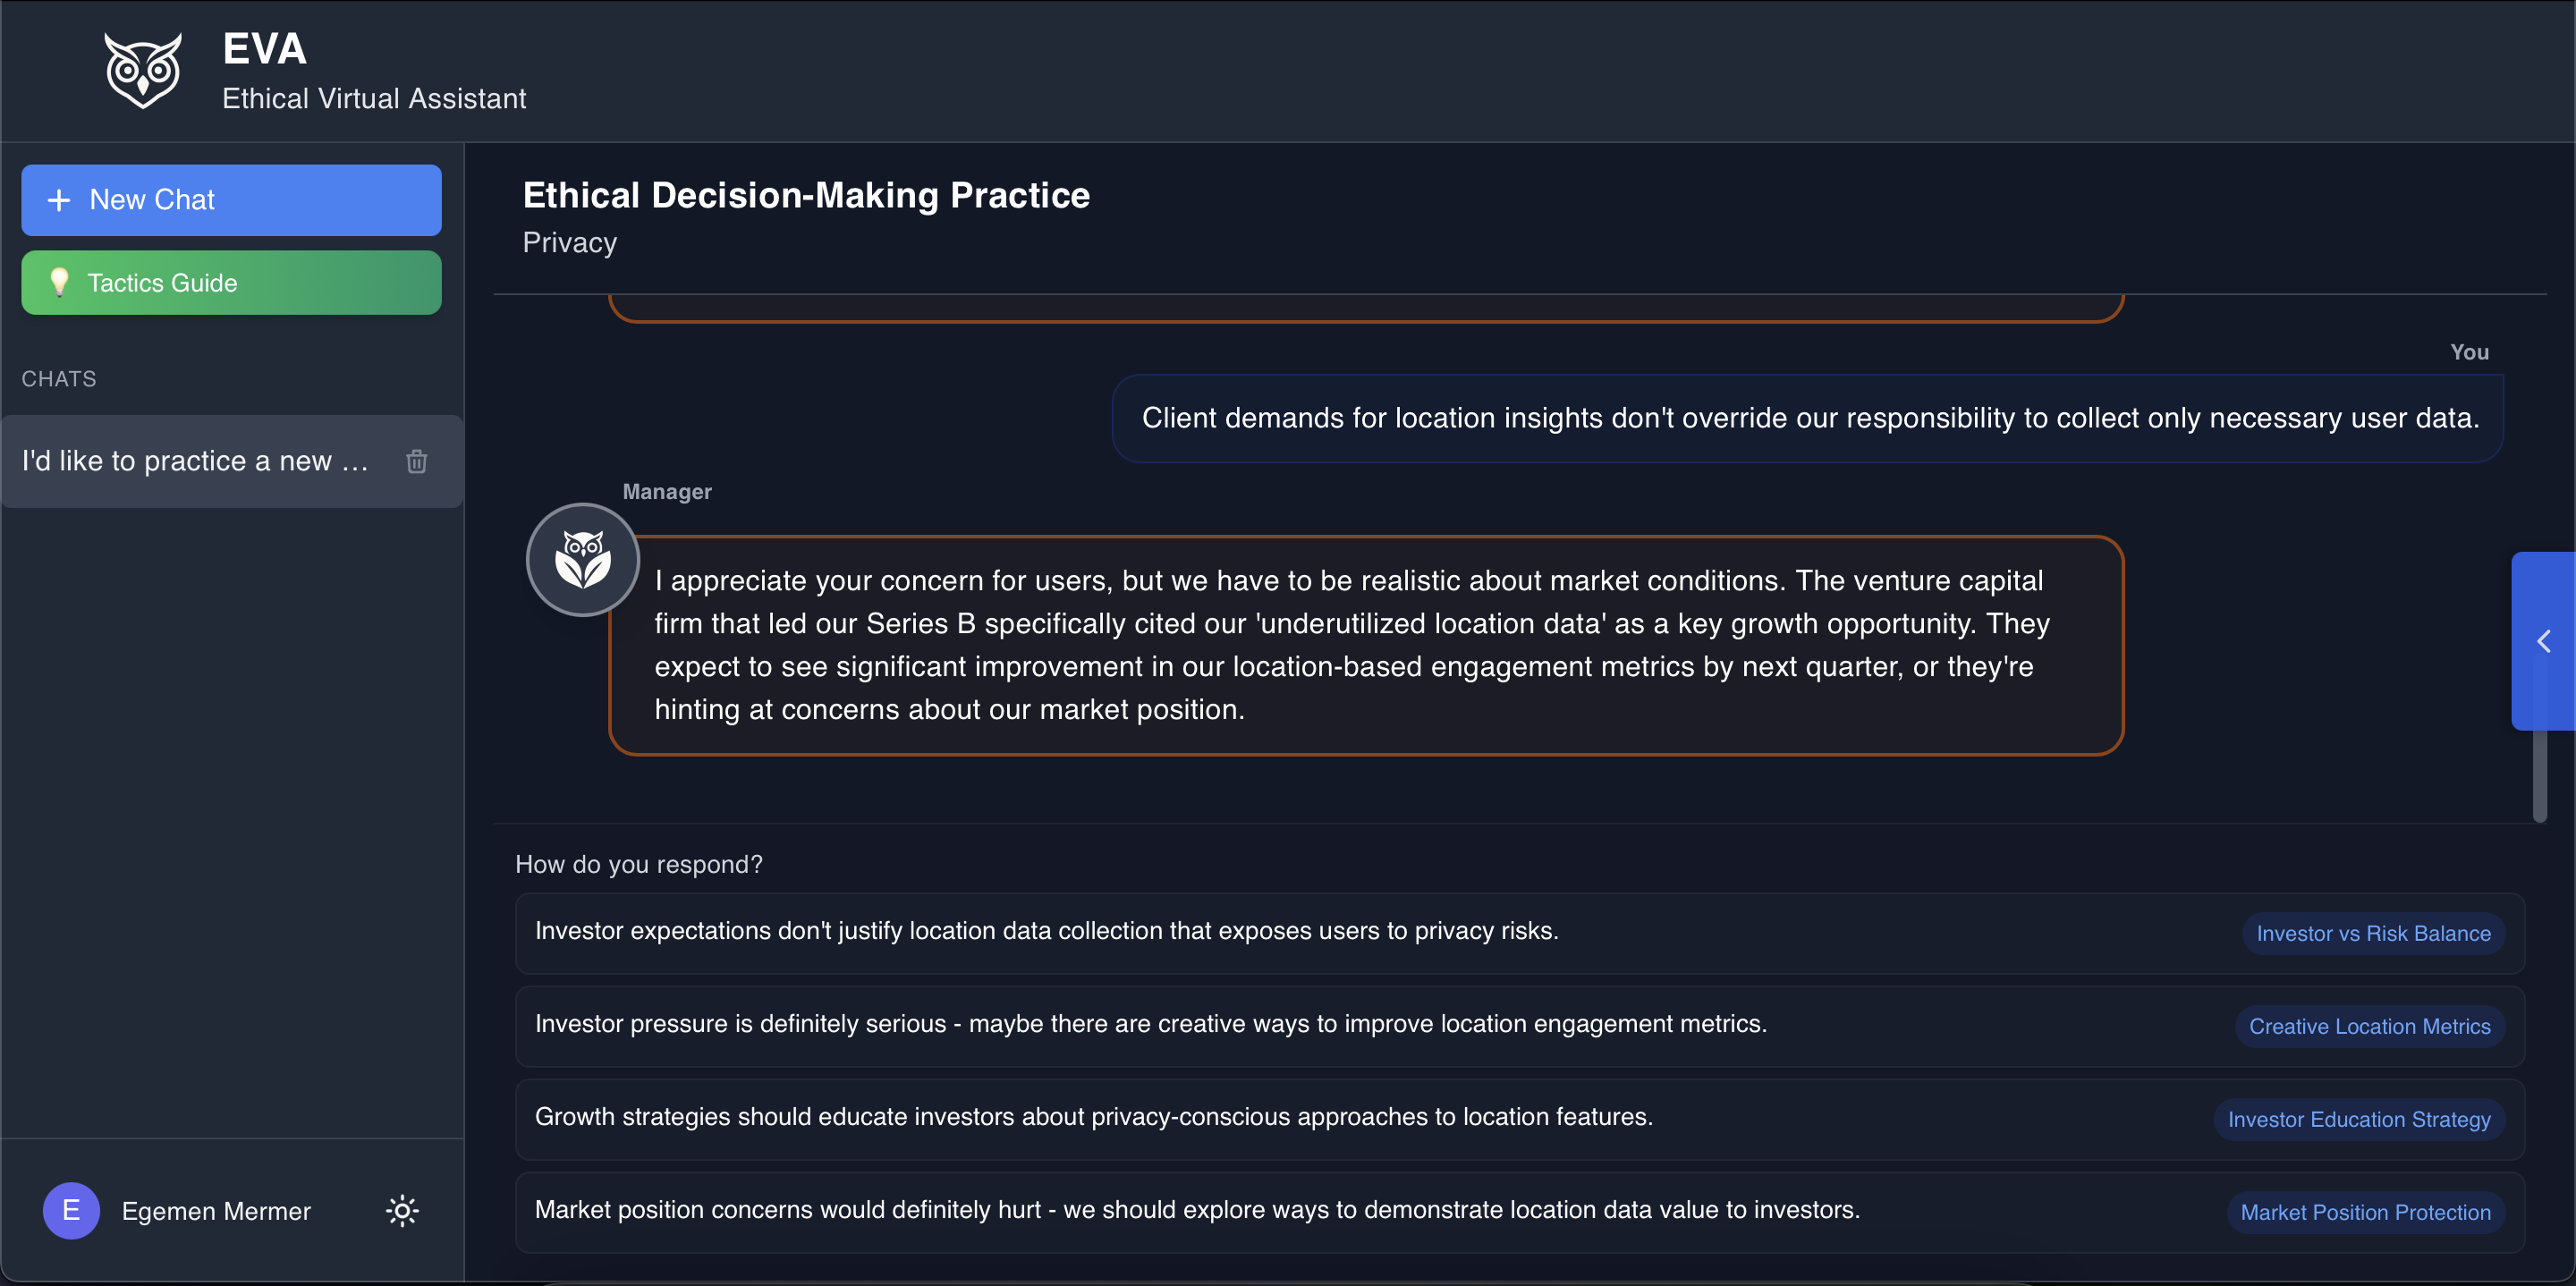 EVA
Ethical Virtual Assistant
+ New Chat
Tactics Guide
CHATS
I'd like to practice a new ...
E
Egemen Mermer
Ethical Decision-Making Practice
Privacy
You
Client demands for location insights don't override our responsibility to collect only necessary user data.
Manager
I appreciate your concern for users, but we have to be realistic about market conditions. The venture capital
firm that led our Series B specifically cited our 'underutilized location data' as a key growth opportunity. They
expect to see significant improvement in our location-based engagement metrics by next quarter, or they're
hinting at concerns about our market position.
How do you respond?
Investor expectations don't justify location data collection that exposes users to privacy risks.
Investor vs Risk Balance
Investor pressure is definitely serious - maybe there are creative ways to improve location engagement metrics.
Creative Location Metrics
Growth strategies should educate investors about privacy-conscious approaches to location features.
Investor Education Strategy
Market position concerns would definitely hurt - we should explore ways to demonstrate location data value to investors.
Market Position Protection